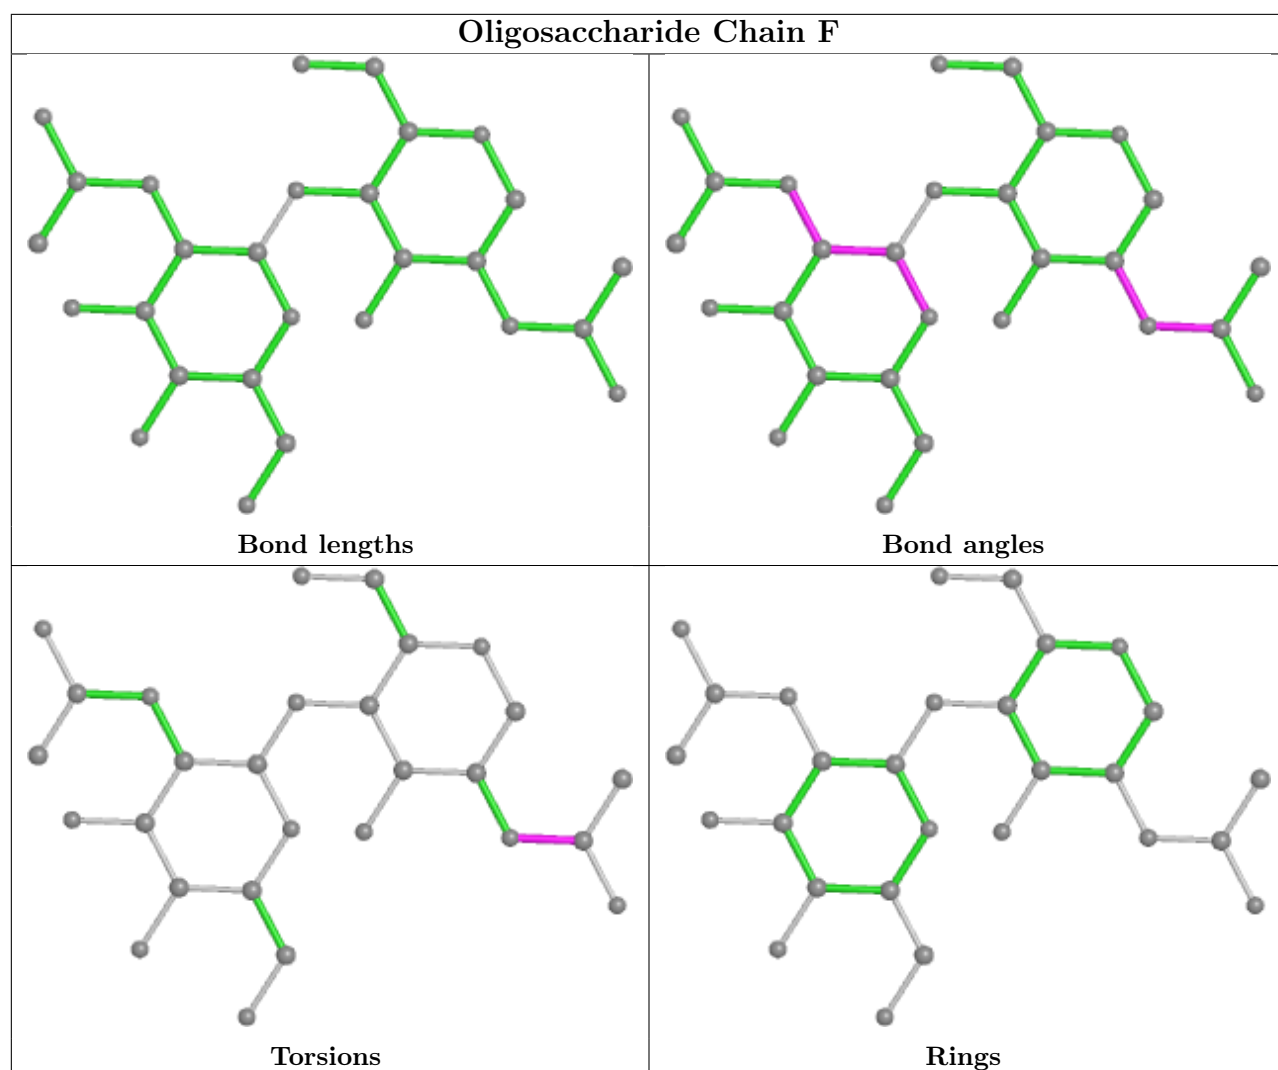 Oligosaccharide Chain F
Bond lengths
Bond angles
Torsions
Rings